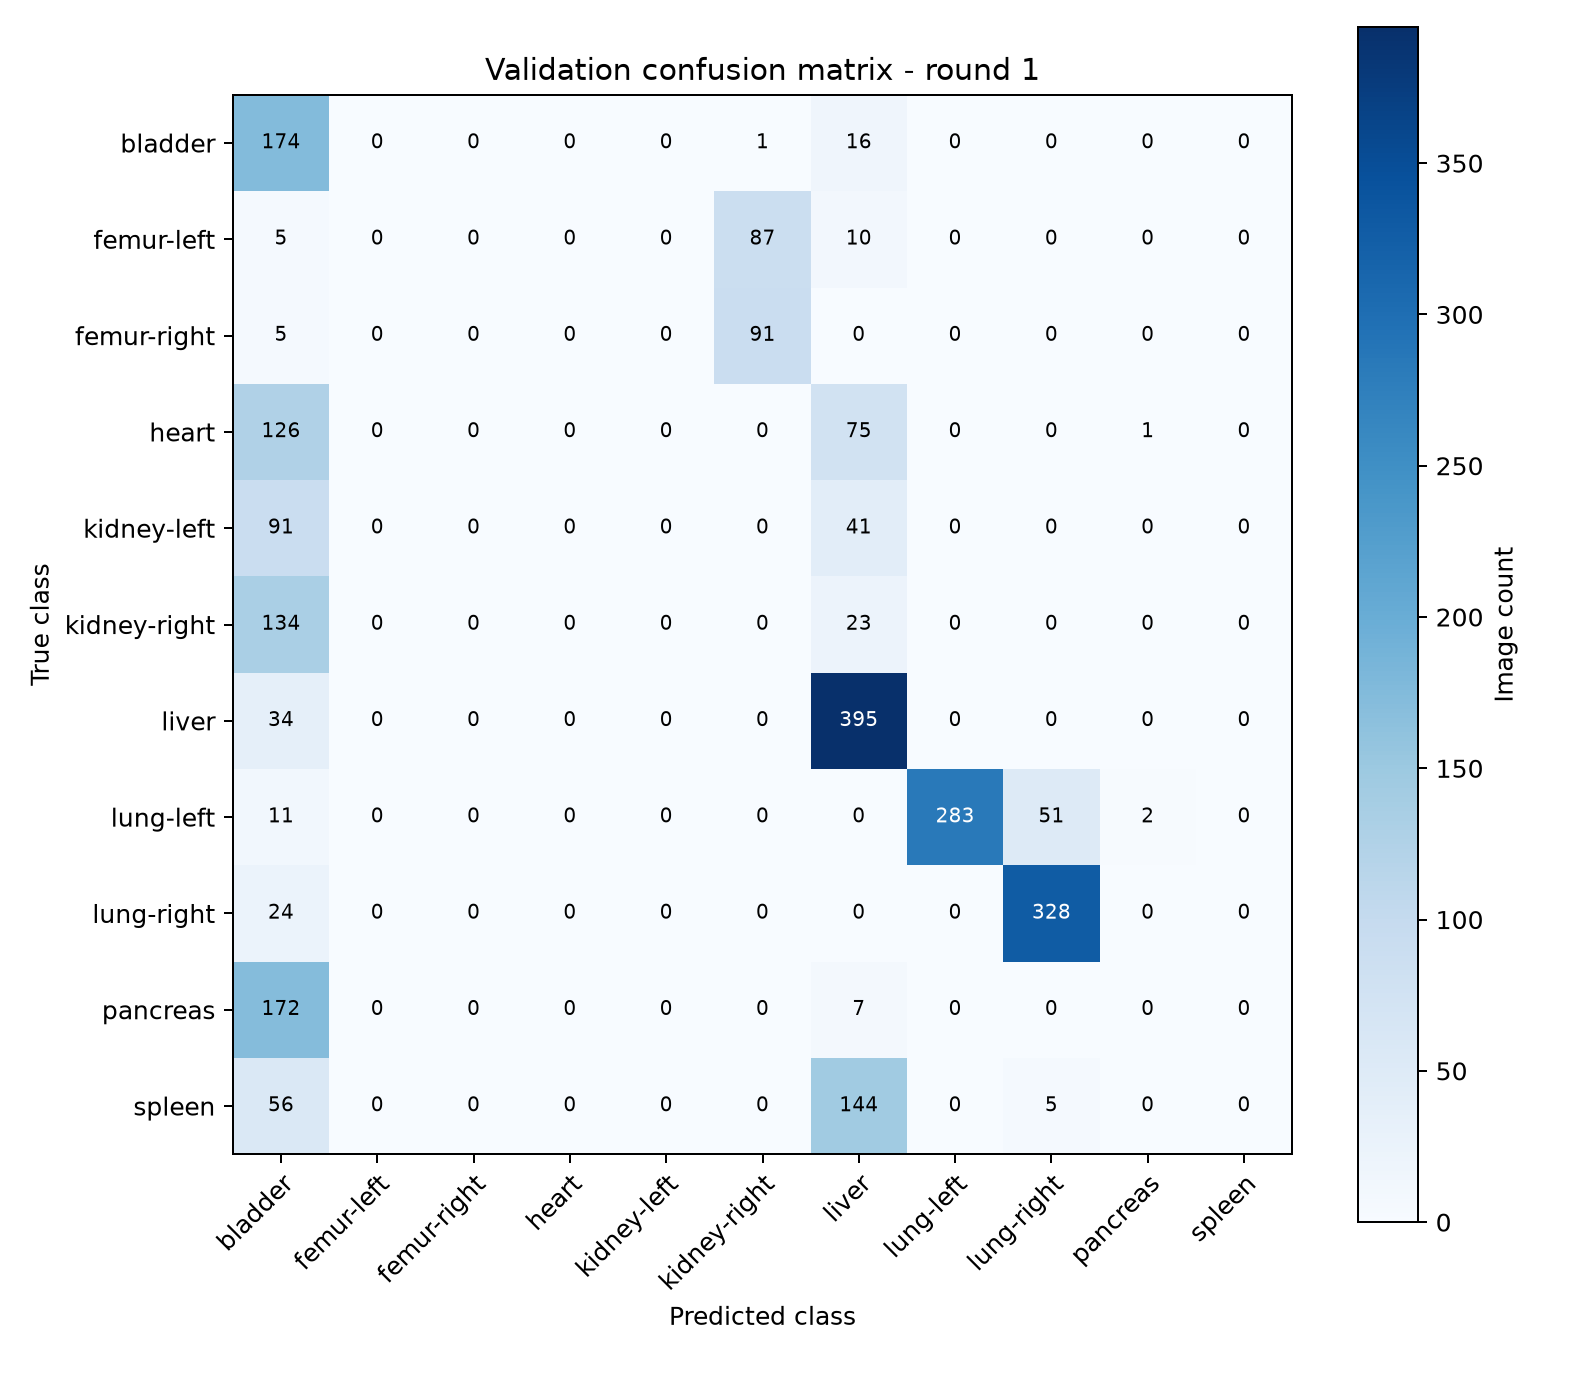 Validation confusion matrix - round 1
bladder 174 0 0 0 0 1 16 0 0 0 0
femur-left 5 0 0 0 0 87 10 0 0 0 0
femur-right 5 0 0 0 0 91 0 0 0 0 0
heart 126 0 0 0 0 0 75 0 0 1 0
kidney-left 91 0 0 0 0 0 41 0 0 0 0
kidney-right 134 0 0 0 0 0 23 0 0 0 0
liver 34 0 0 0 0 0 395 0 0 0 0
lung-left 11 0 0 0 0 0 0 283 51 2 0
lung-right 24 0 0 0 0 0 0 0 328 0 0
pancreas 172 0 0 0 0 0 7 0 0 0 0
spleen 56 0 0 0 0 0 144 0 5 0 0
True class
bladder femur-left femur-right heart kidney-left kidney-right liver lung-left lung-right pancreas spleen
Predicted class
350
300
250
200
150
100
50
0
Image count